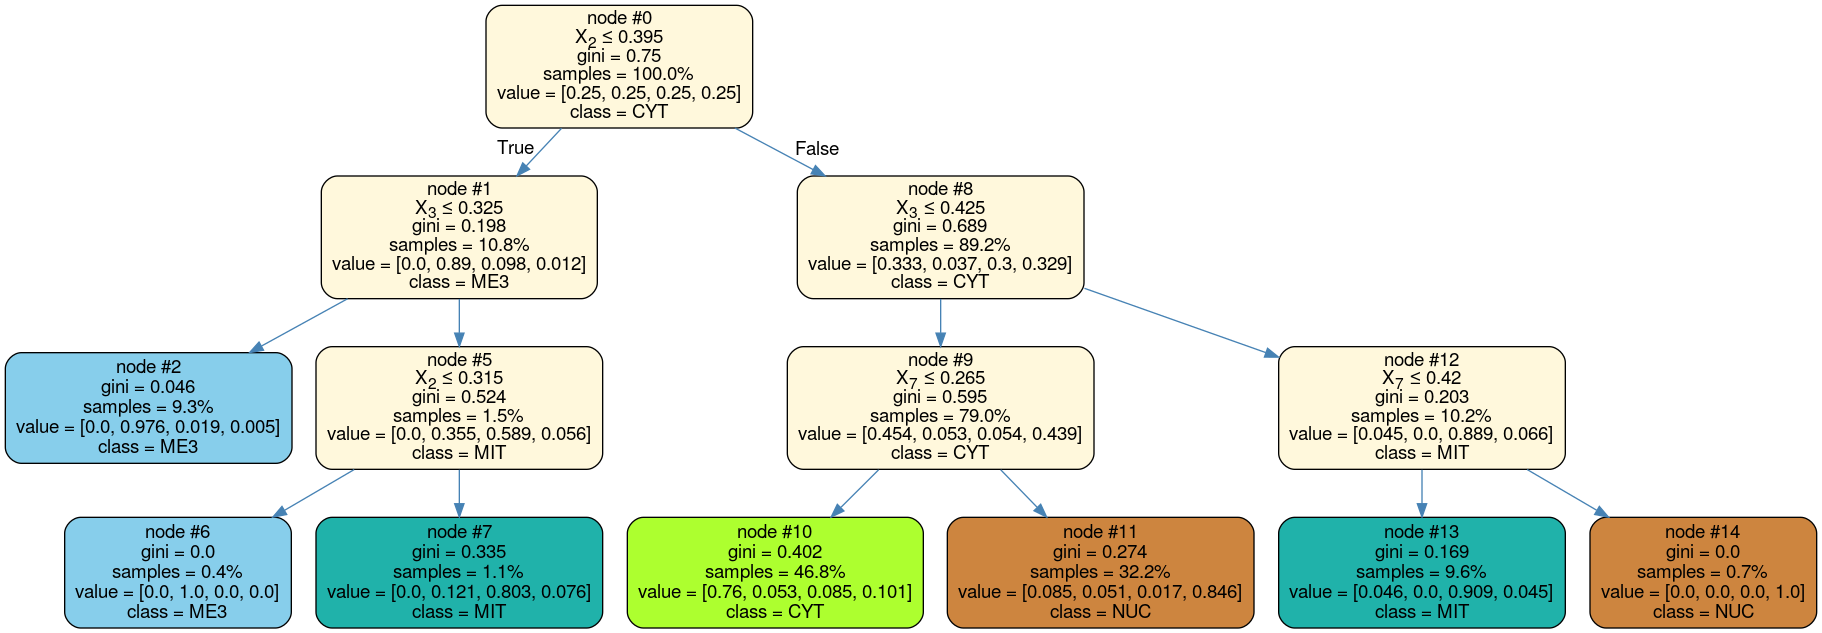 node #0
X2 ≤ 0.395
gini = 0.75
samples = 100.0%
value = [0.25, 0.25, 0.25, 0.25]
class = CYT
True
False
node #1
X3 ≤ 0.325
gini = 0.198
samples = 10.8%
value = [0.0, 0.89, 0.098, 0.012]
class = ME3
node #8
X3 ≤ 0.425
gini = 0.689
samples = 89.2%
value = [0.333, 0.037, 0.3, 0.329]
class = CYT
node #2
gini = 0.046
samples = 9.3%
value = [0.0, 0.976, 0.019, 0.005]
class = ME3
node #5
X2 ≤ 0.315
gini = 0.524
samples = 1.5%
value = [0.0, 0.355, 0.589, 0.056]
class = MIT
node #9
X7 ≤ 0.265
gini = 0.595
samples = 79.0%
value = [0.454, 0.053, 0.054, 0.439]
class = CYT
node #12
X7 ≤ 0.42
gini = 0.203
samples = 10.2%
value = [0.045, 0.0, 0.889, 0.066]
class = MIT
node #6
gini = 0.0
samples = 0.4%
value = [0.0, 1.0, 0.0, 0.0]
class = ME3
node #7
gini = 0.335
samples = 1.1%
value = [0.0, 0.121, 0.803, 0.076]
class = MIT
node #10
gini = 0.402
samples = 46.8%
value = [0.76, 0.053, 0.085, 0.101]
class = CYT
node #11
gini = 0.274
samples = 32.2%
value = [0.085, 0.051, 0.017, 0.846]
class = NUC
node #13
gini = 0.169
samples = 9.6%
value = [0.046, 0.0, 0.909, 0.045]
class = MIT
node #14
gini = 0.0
samples = 0.7%
value = [0.0, 0.0, 0.0, 1.0]
class = NUC